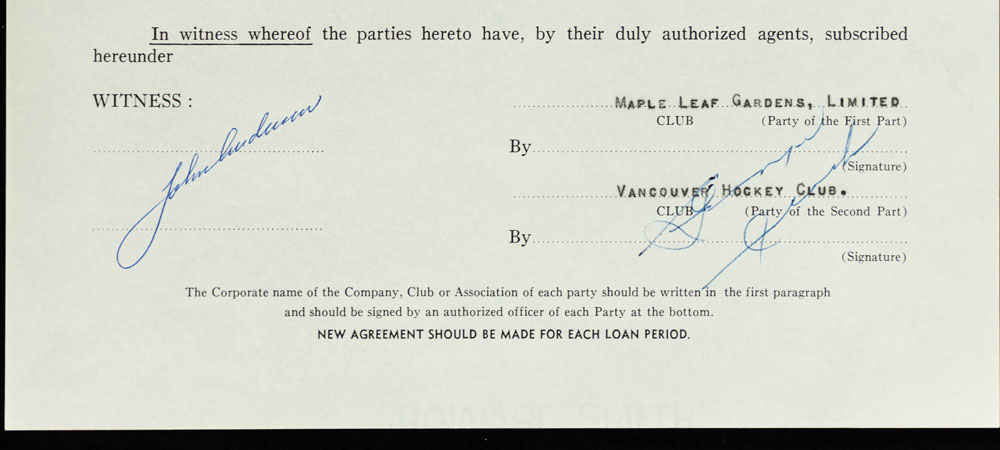 In witness whereof the parties hereto have, by their duly authorized agents, subscribed
hereunder
WITNESS :
MAPLE LEAF GARDENS, LIMITED
CLUB (Party of the First Part)
John Anderson
By
(Signature)
VANCOUVER HOCKEY CLUB.
CLUB (Party of the Second Part)
By
(Signature)
The Corporate name of the Company, Club or Association of each party should be written in the first paragraph
and should be signed by an authorized officer of each Party at the bottom.
NEW AGREEMENT SHOULD BE MADE FOR EACH LOAN PERIOD.